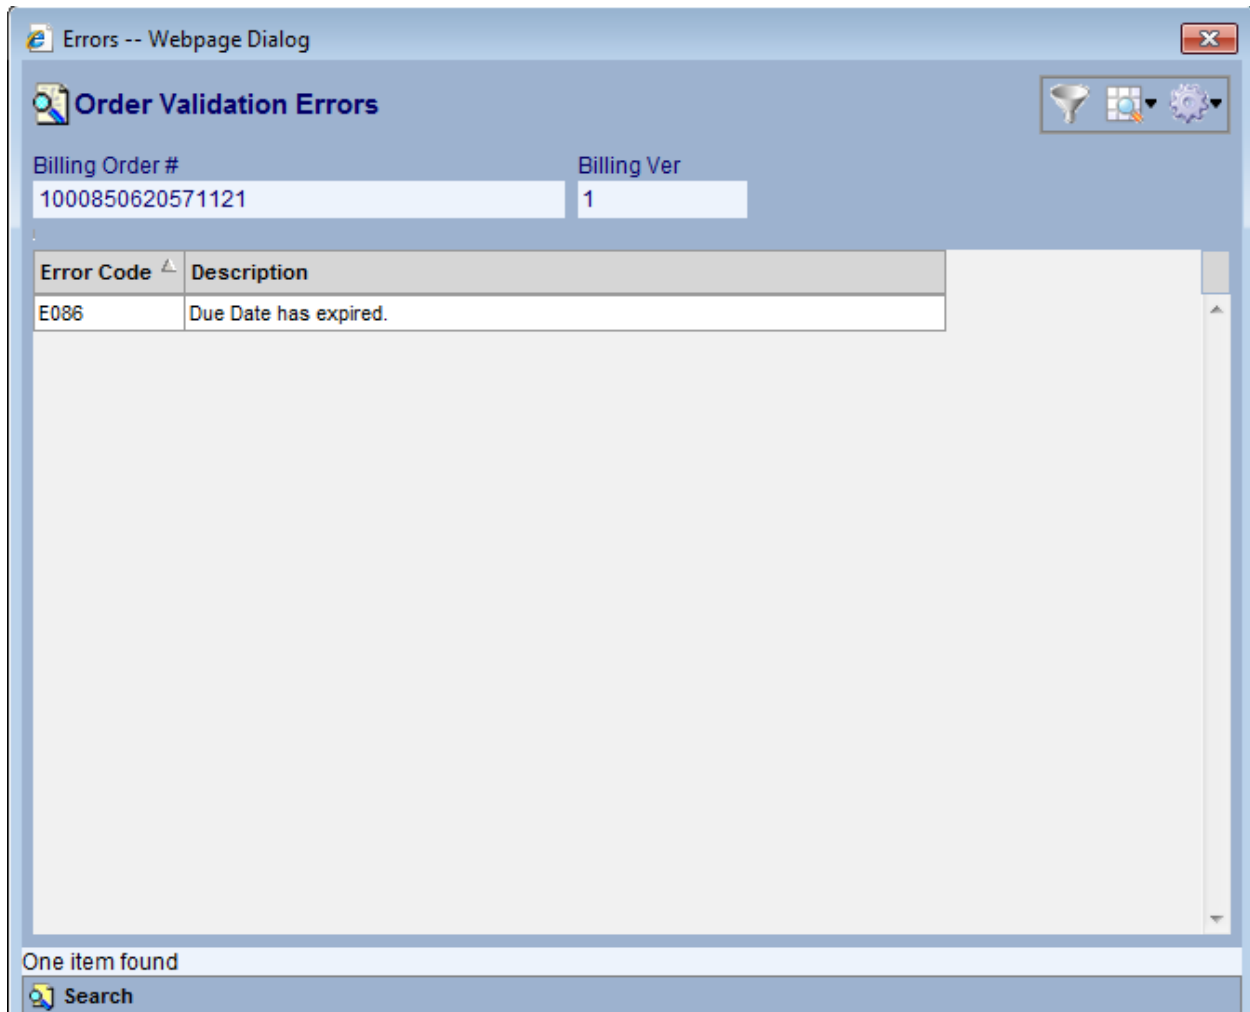 Errors -- Webpage Dialog
Order Validation Errors
Billing Order # Billing Ver
1000850620571121 1
Error Code Description
E086 Due Date has expired.
One item found
Search